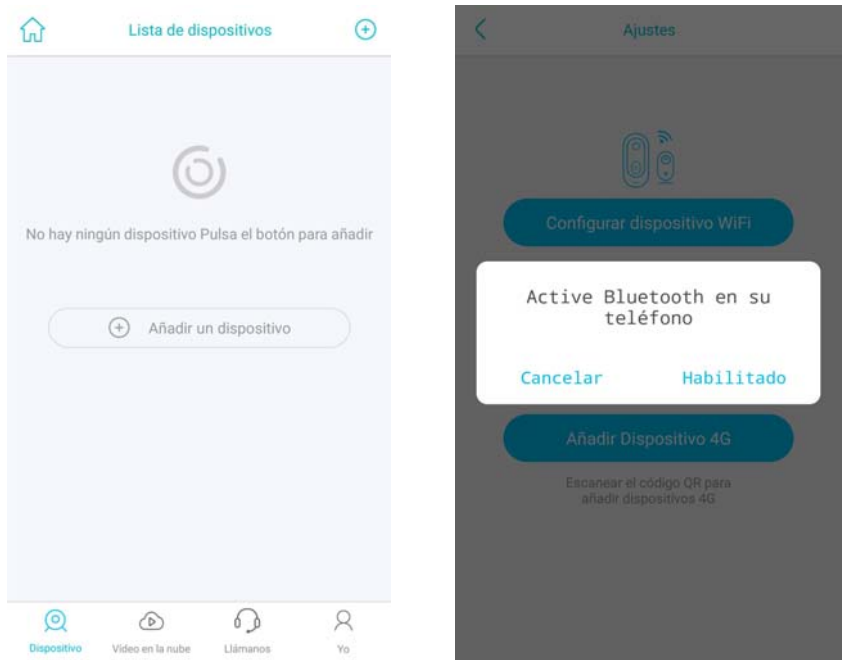 Lista de dispositivos
No hay ningún dispositivo Pulsa el botón para añadir
Añadir un dispositivo
Dispositivo
Vídeo en la nube
Llámanos
Yo
Ajustes
Configurar dispositivo WiFi
Active Bluetooth en su
teléfono
Cancelar
Habilitado
Añadir Dispositivo 4G
Escanear el código QR para
añadir dispositivos 4G